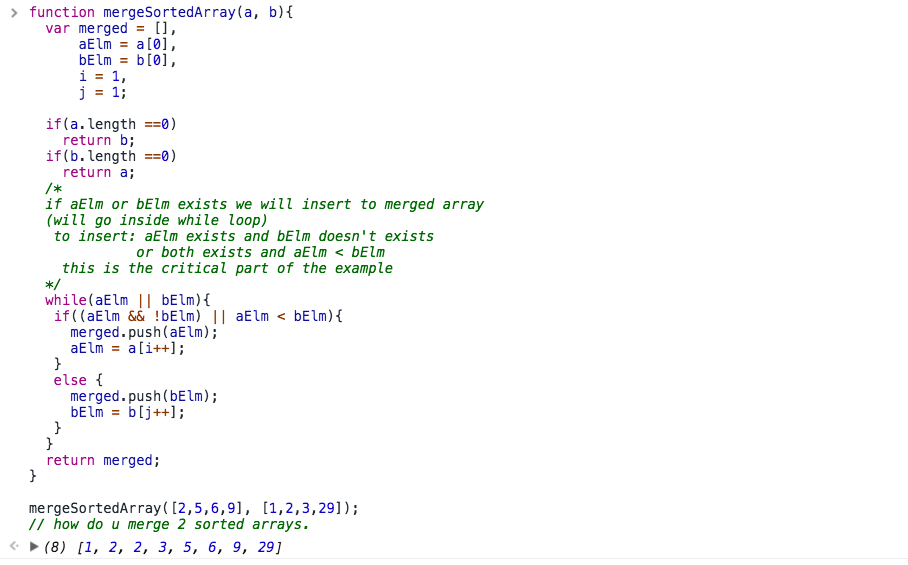 function mergeSortedArray(a, b){
var merged = [],
aElm = a[0],
bElm = b[0],
i = 1,
j = 1;
if(a.length ==0)
return b;
if(b.length ==0)
return a;
/*
if aElm or bElm exists we will insert to merged array
(will go inside while loop)
to insert: aElm exists and bElm doesn't exists
or both exists and aElm < bElm
this is the critical part of the example
*/
while(aElm || bElm){
if((aElm && !bElm) || aElm < bElm){
merged.push(aElm);
aElm = a[i++];
}
else {
merged.push(bElm);
bElm = b[j++];
}
}
return merged;
}
mergeSortedArray([2,5,6,9], [1,2,3,29]);
// how do u merge 2 sorted arrays.
(8) [1, 2, 2, 3, 5, 6, 9, 29]